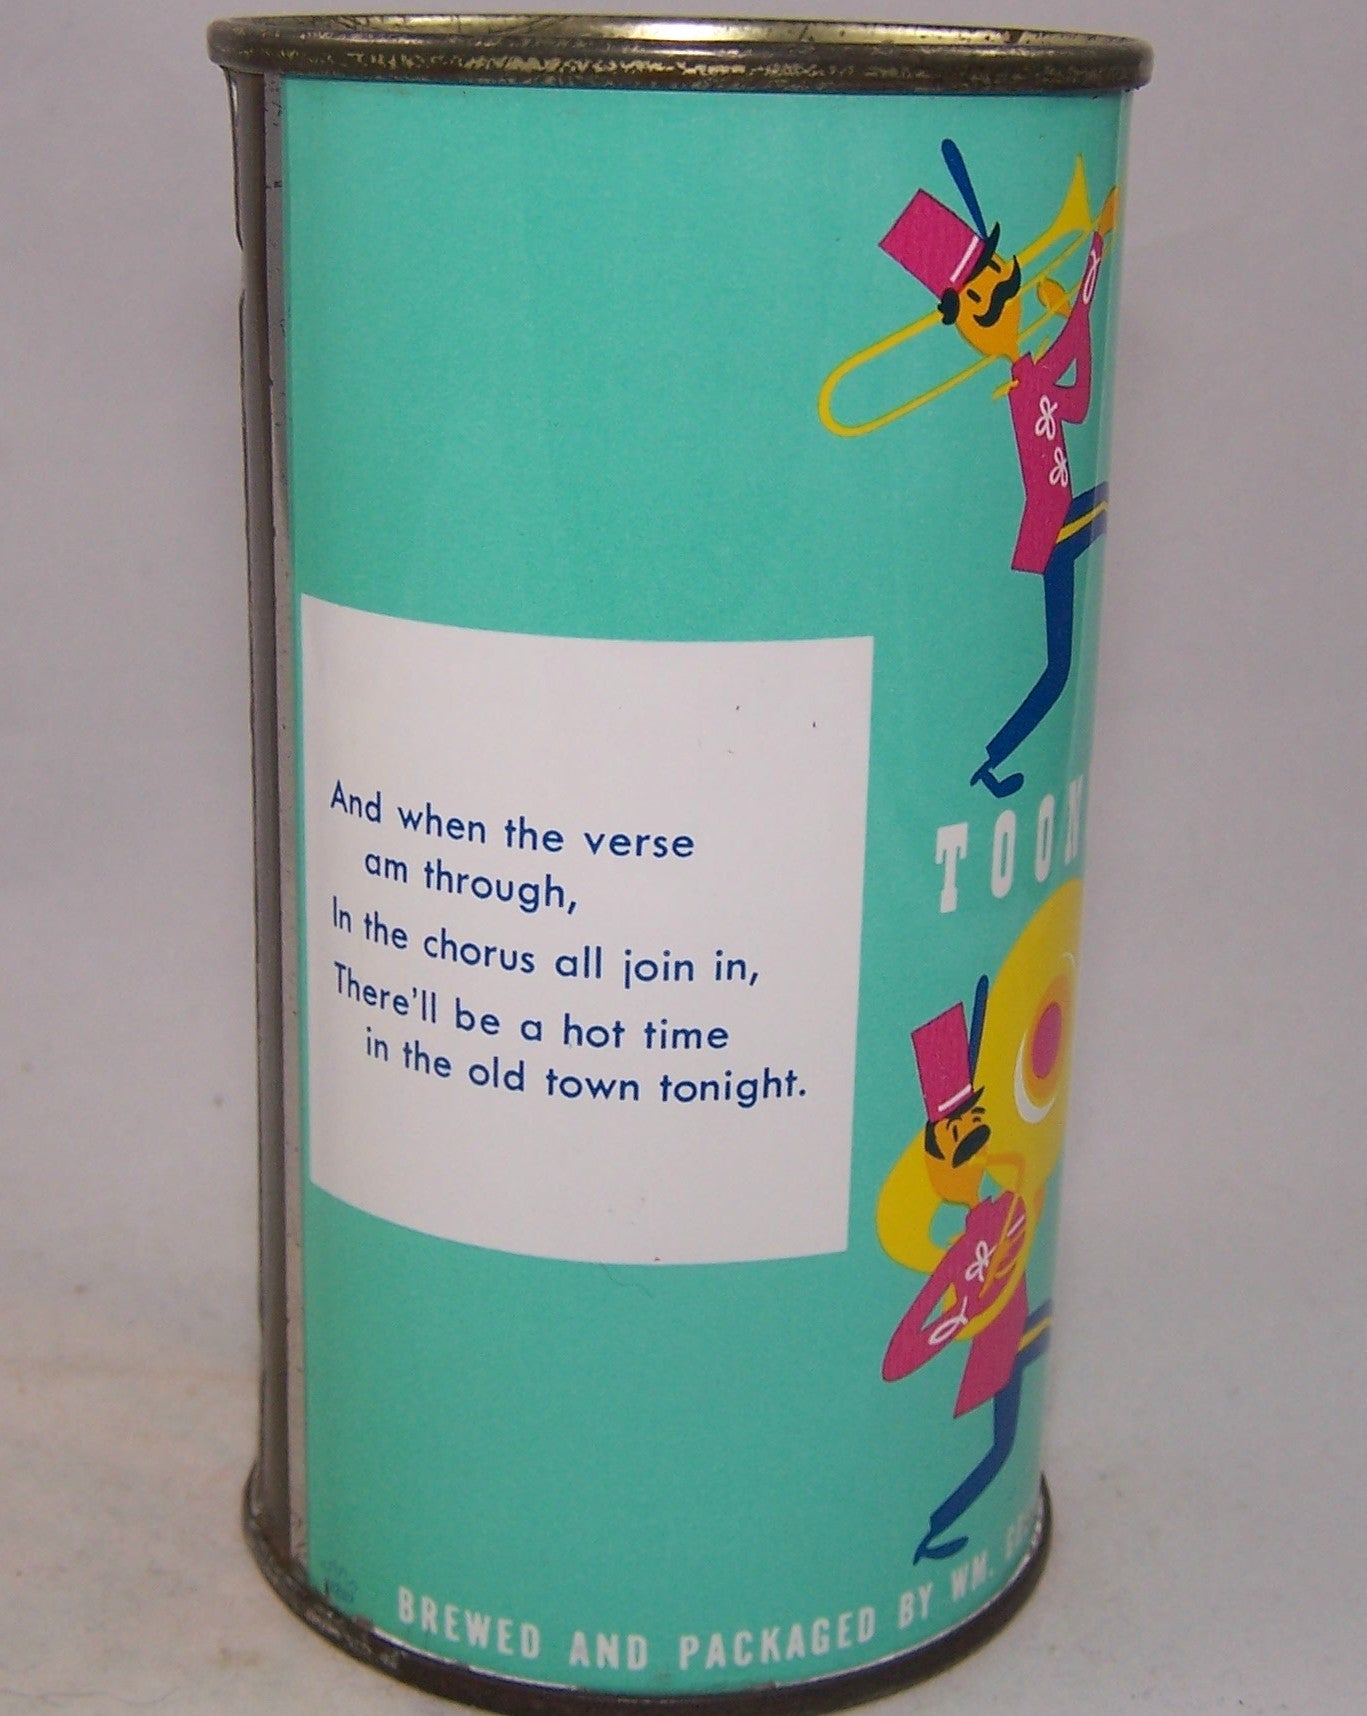 And when the verse
am through,
In the chorus all join in,
There'll be a hot time
in the old town tonight.
TOON
BREWED AND PACKAGED BY WM.